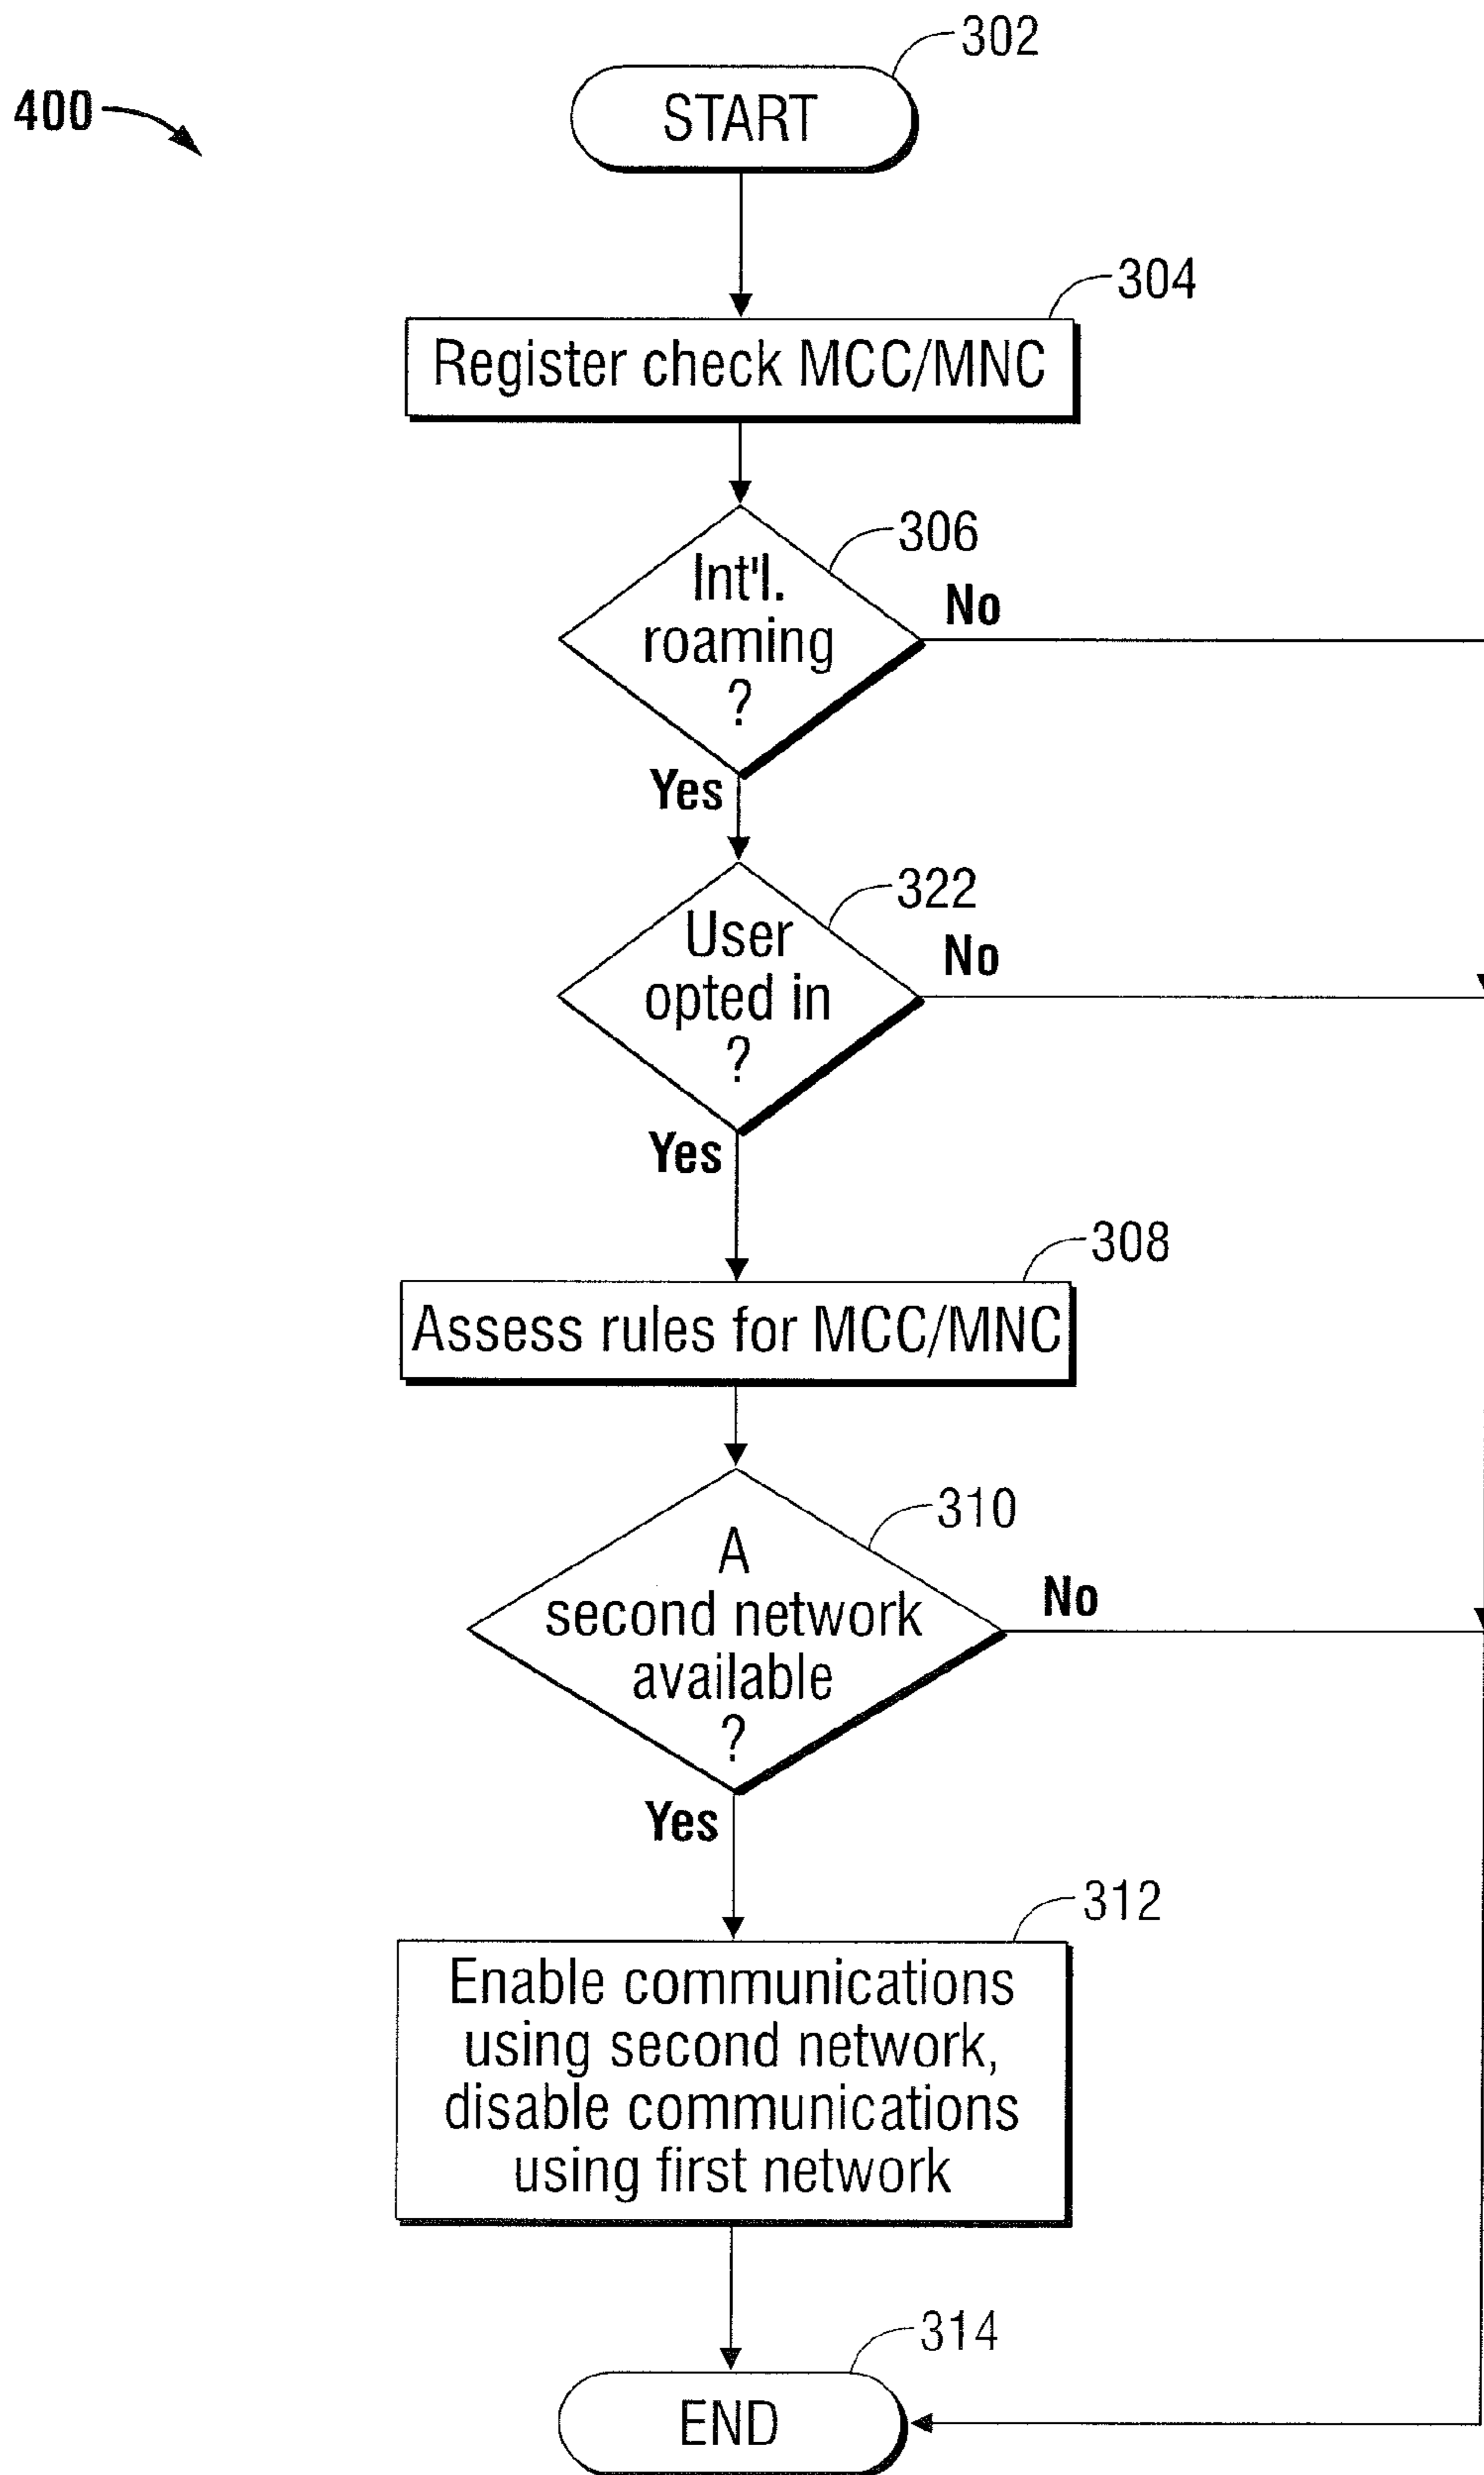 302
400
START
304
Register check MCC/MNC
306
Int'l.
roaming
?
No
Yes
322
User
opted in
?
No
Yes
308
Assess rules for MCC/MNC
310
A
second network
available
?
No
Yes
312
Enable communications
using second network,
disable communications
using first network
314
END